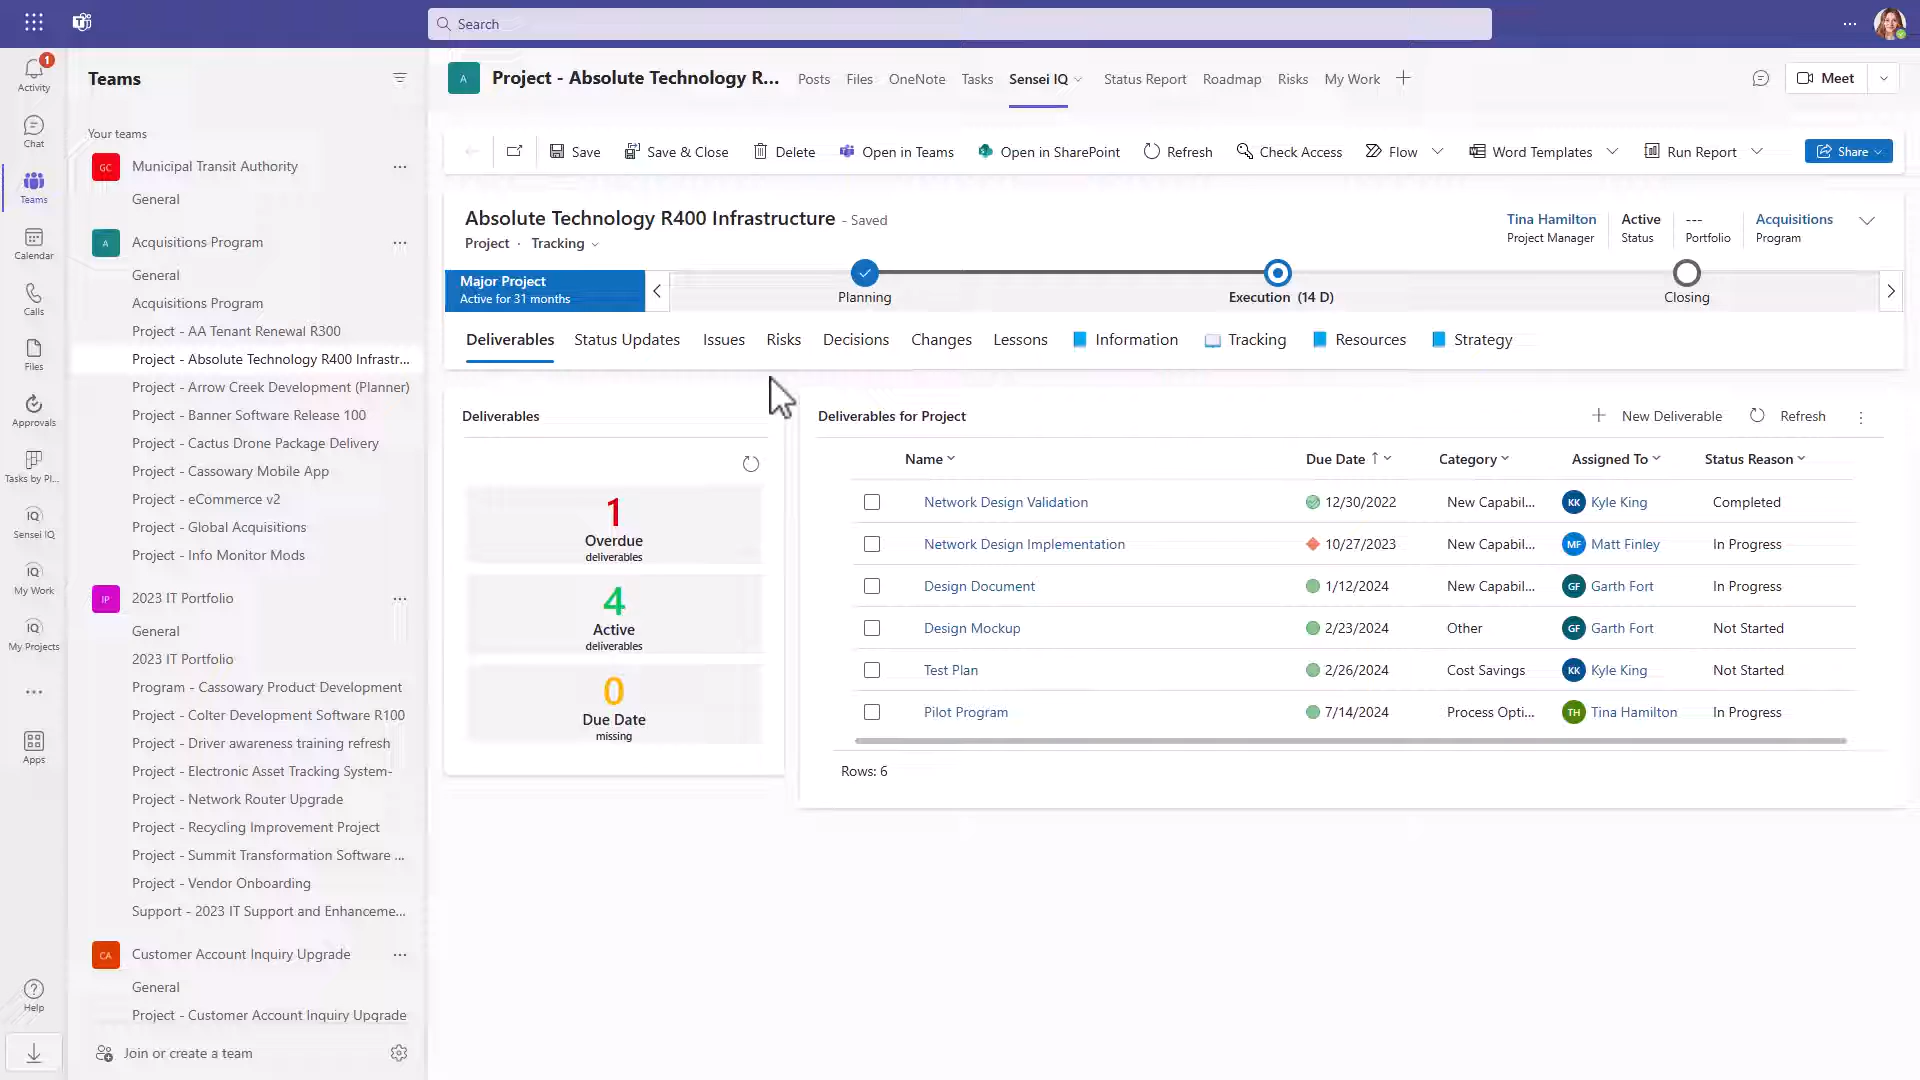 Search
1
Activity
Chat
Teams
Calendar
Calls
Files
Approvals
Tasks by Pl...
IQ
Sensei IQ
IQ
My Work
IQ
My Projects
Apps
Help
Teams
Your teams
GC Municipal Transit Authority
General
A Acquisitions Program
General
Acquisitions Program
Project - AA Tenant Renewal R300
Project - Absolute Technology R400 Infrastr...
Project - Arrow Creek Development (Planner)
Project - Banner Software Release 100
Project - Cactus Drone Package Delivery
Project - Cassowary Mobile App
Project - eCommerce v2
Project - Global Acquisitions
Project - Info Monitor Mods
IP 2023 IT Portfolio
General
2023 IT Portfolio
Program - Cassowary Product Development
Project - Colter Development Software R100
Project - Driver awareness training refresh
Project - Electronic Asset Tracking System-
Project - Network Router Upgrade
Project - Recycling Improvement Project
Project - Summit Transformation Software ...
Project - Vendor Onboarding
Support - 2023 IT Support and Enhanceme...
CA Customer Account Inquiry Upgrade
General
Project - Customer Account Inquiry Upgrade
Join or create a team
A Project - Absolute Technology R... Posts Files OneNote Tasks Sensei IQ Status Report Roadmap Risks My Work Meet
Save Save & Close Delete Open in Teams Open in SharePoint Refresh Check Access Flow Word Templates Run Report Share
Absolute Technology R400 Infrastructure - Saved
Project · Tracking
Tina Hamilton Active --- Acquisitions
Project Manager Status Portfolio Program
Major Project
Active for 31 months
Planning Execution (14 D) Closing
Deliverables Status Updates Issues Risks Decisions Changes Lessons Information Tracking Resources Strategy
Deliverables
1
Overdue
deliverables
4
Active
deliverables
0
Due Date
missing
Deliverables for Project New Deliverable Refresh
Name Due Date ↑ Category Assigned To Status Reason
Network Design Validation 12/30/2022 New Capabil... KK Kyle King Completed
Network Design Implementation 10/27/2023 New Capabil... MF Matt Finley In Progress
Design Document 1/12/2024 New Capabil... GF Garth Fort In Progress
Design Mockup 2/23/2024 Other GF Garth Fort Not Started
Test Plan 2/26/2024 Cost Savings KK Kyle King Not Started
Pilot Program 7/14/2024 Process Opti... TH Tina Hamilton In Progress
Rows: 6